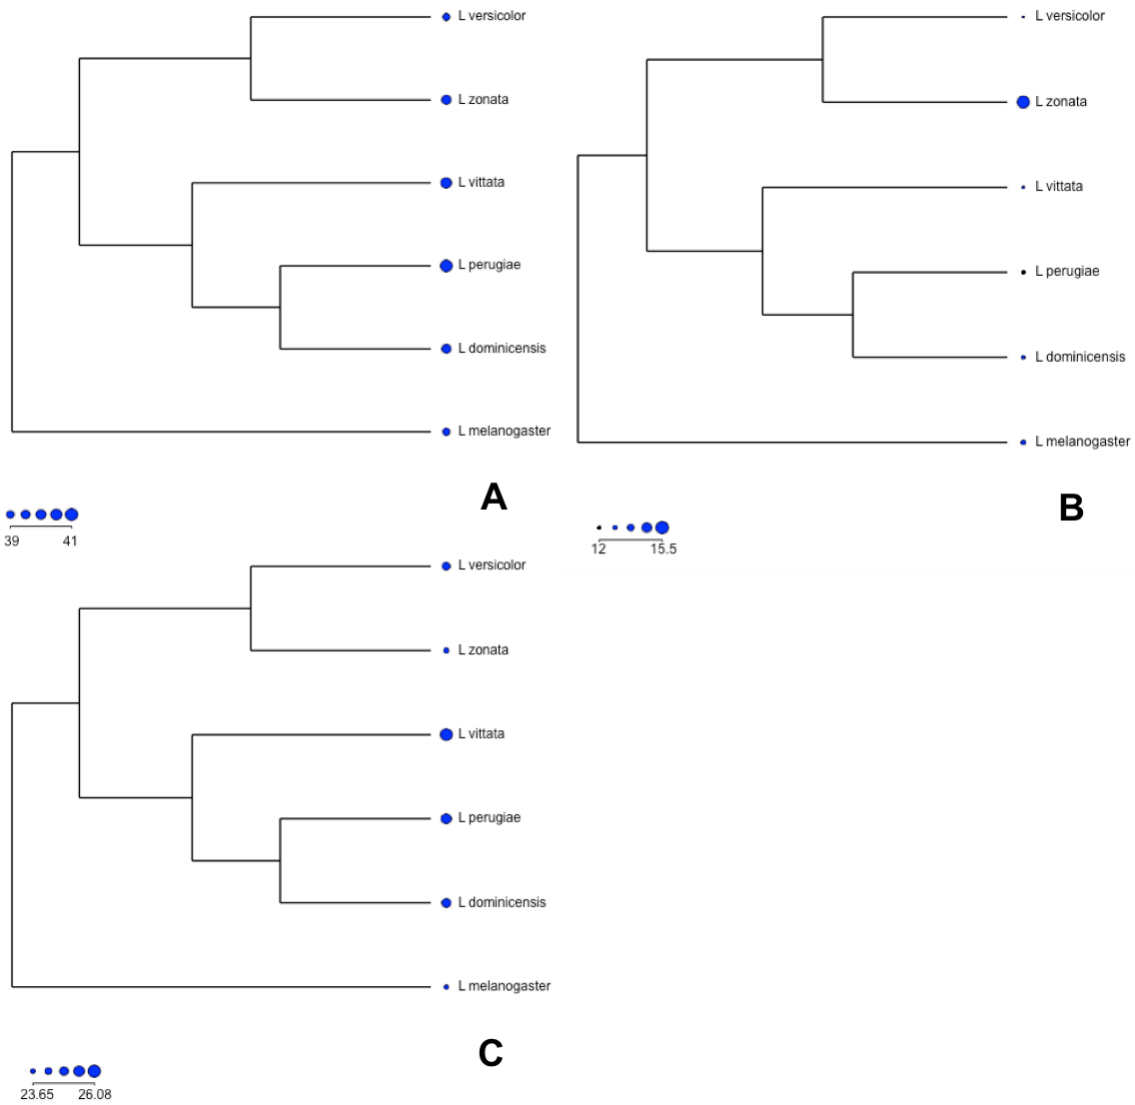 L versicolor
L zonata
L vittata
L perugiae
L dominicensis
L melanogaster
A
39 41
L versicolor
L zonata
L vittata
L perugiae
L dominicensis
L melanogaster
B
12 15.5
L versicolor
L zonata
L vittata
L perugiae
L dominicensis
L melanogaster
C
23.65 26.08